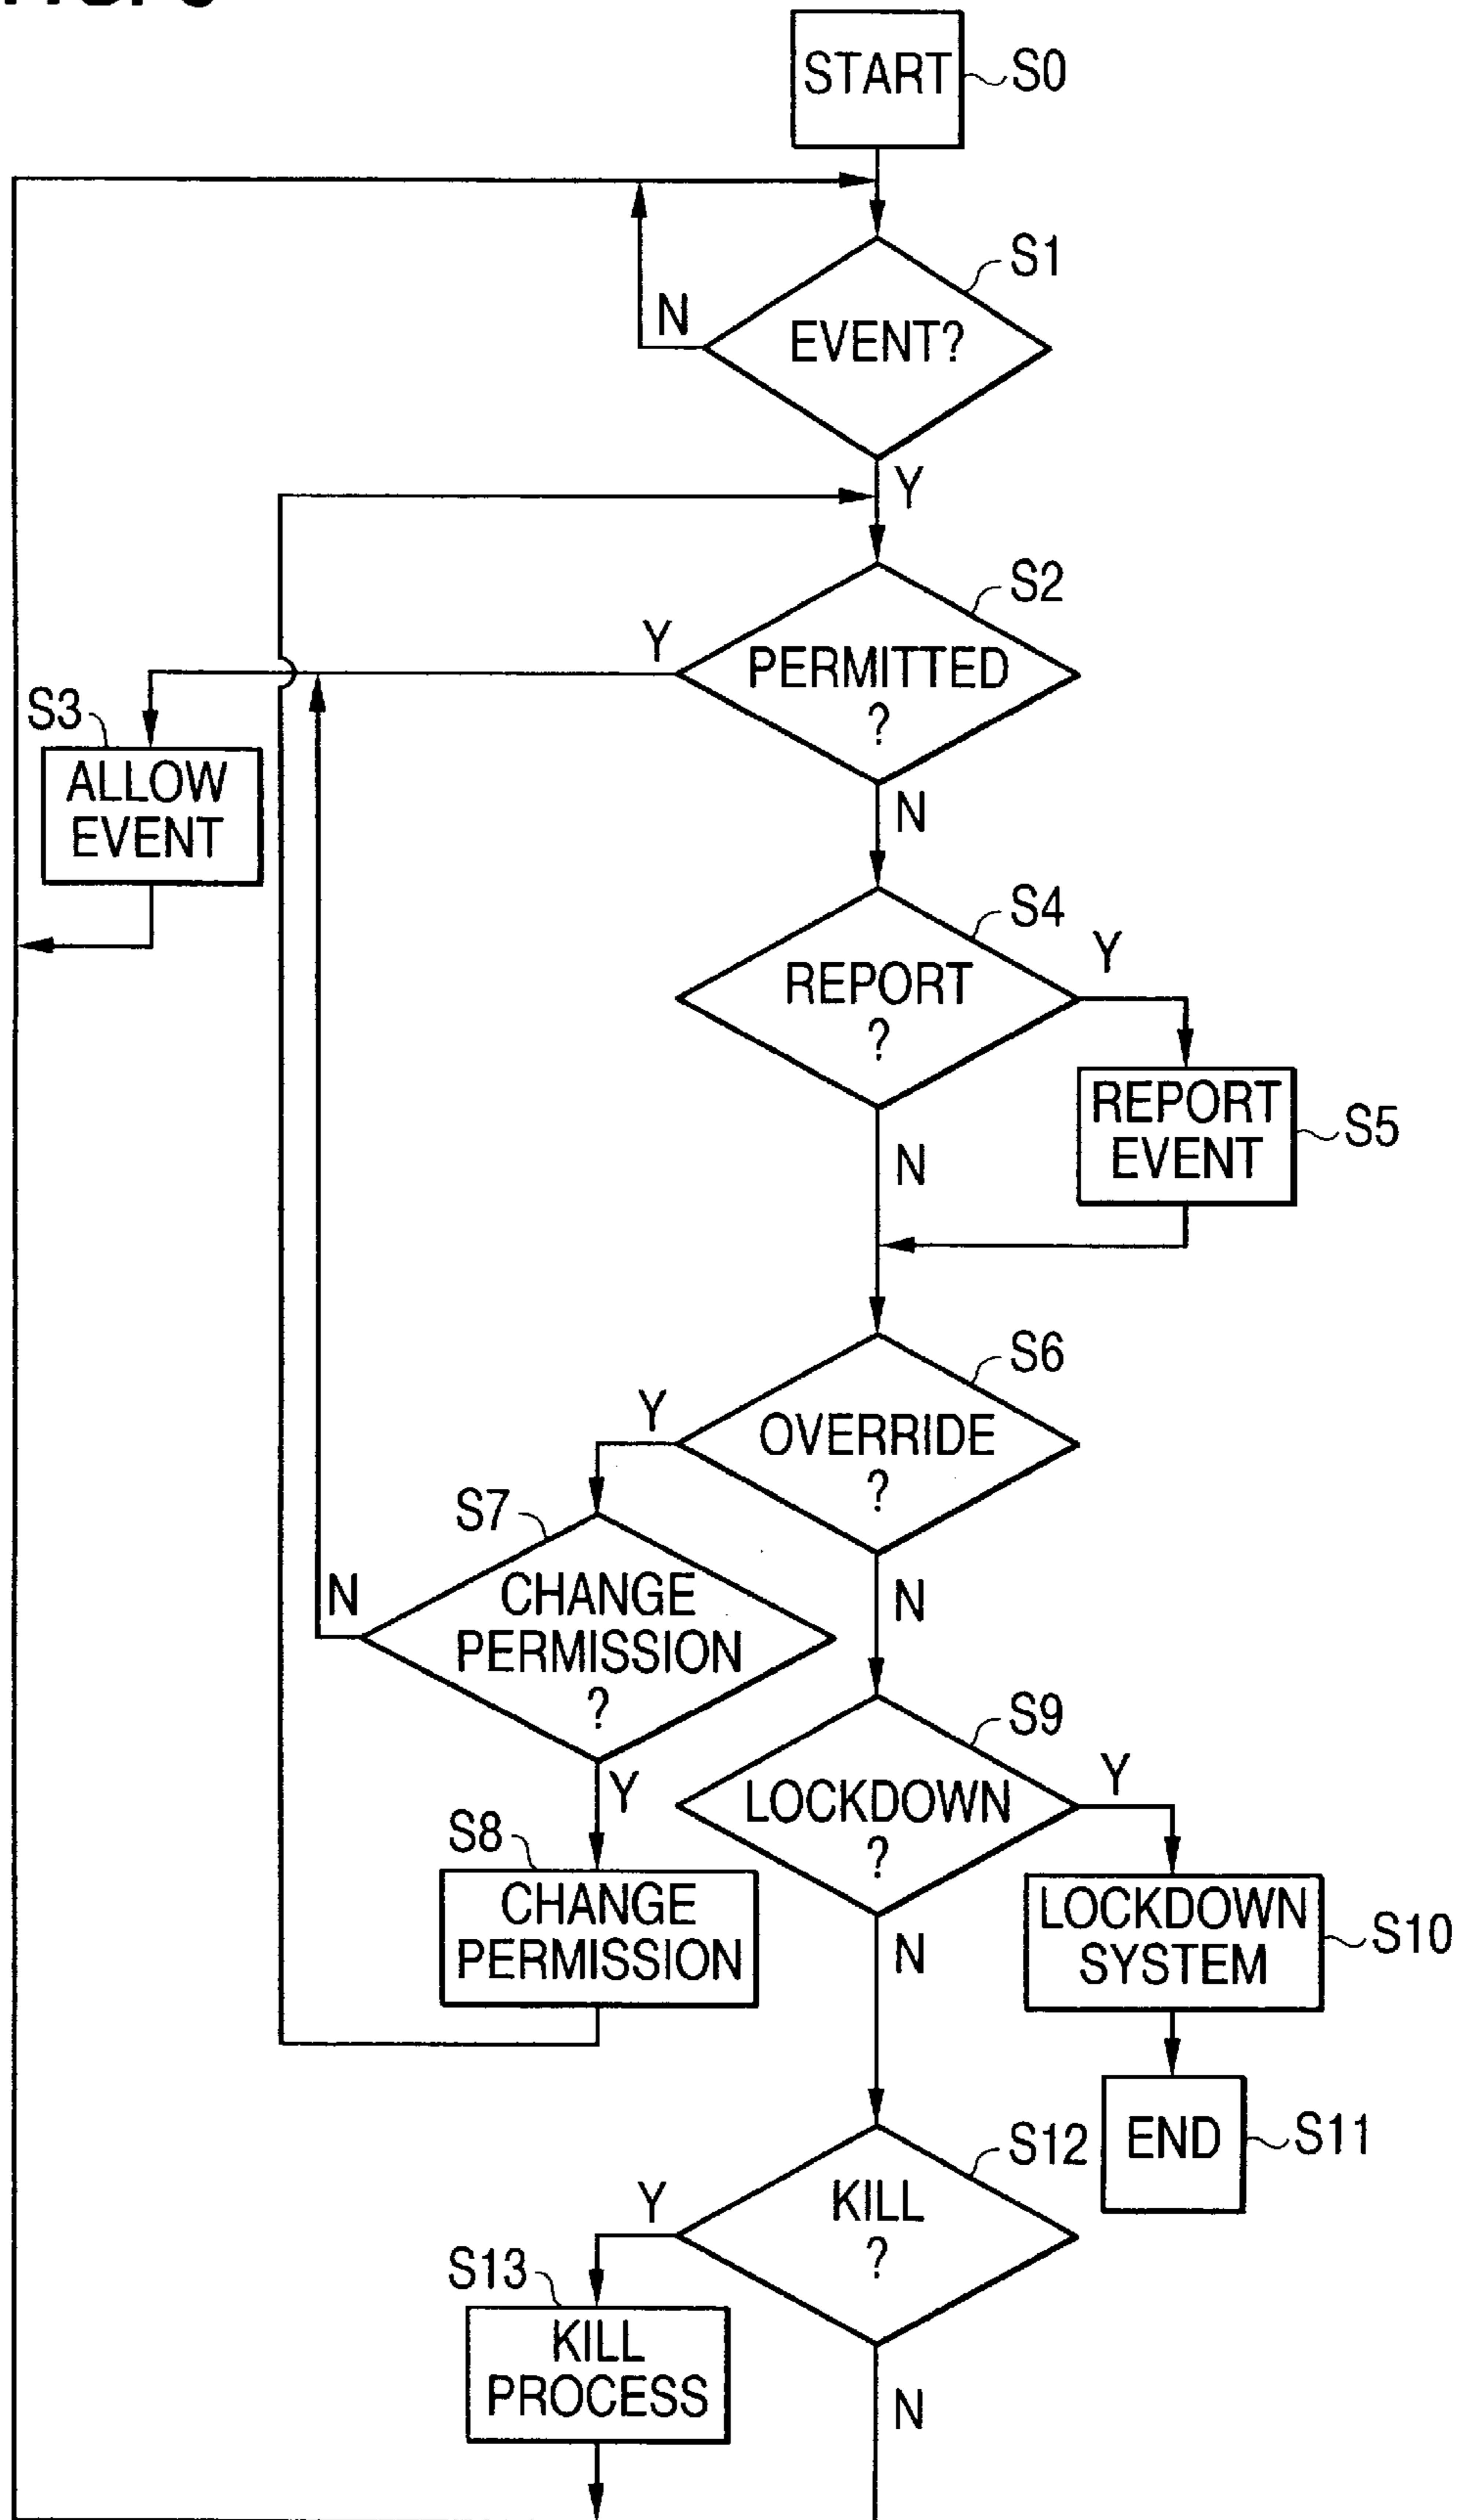 START
S0
S1
N
EVENT?
Y
S2
Y
PERMITTED
?
S3
ALLOW
EVENT
N
S4
Y
REPORT
?
REPORT
EVENT
S5
N
S6
Y
OVERRIDE
?
S7
N
CHANGE
PERMISSION
?
N
S9
Y
LOCKDOWN
?
Y
S8
CHANGE
PERMISSION
LOCKDOWN
SYSTEM
S10
N
END
S11
S12
Y
KILL
?
S13
KILL
PROCESS
N